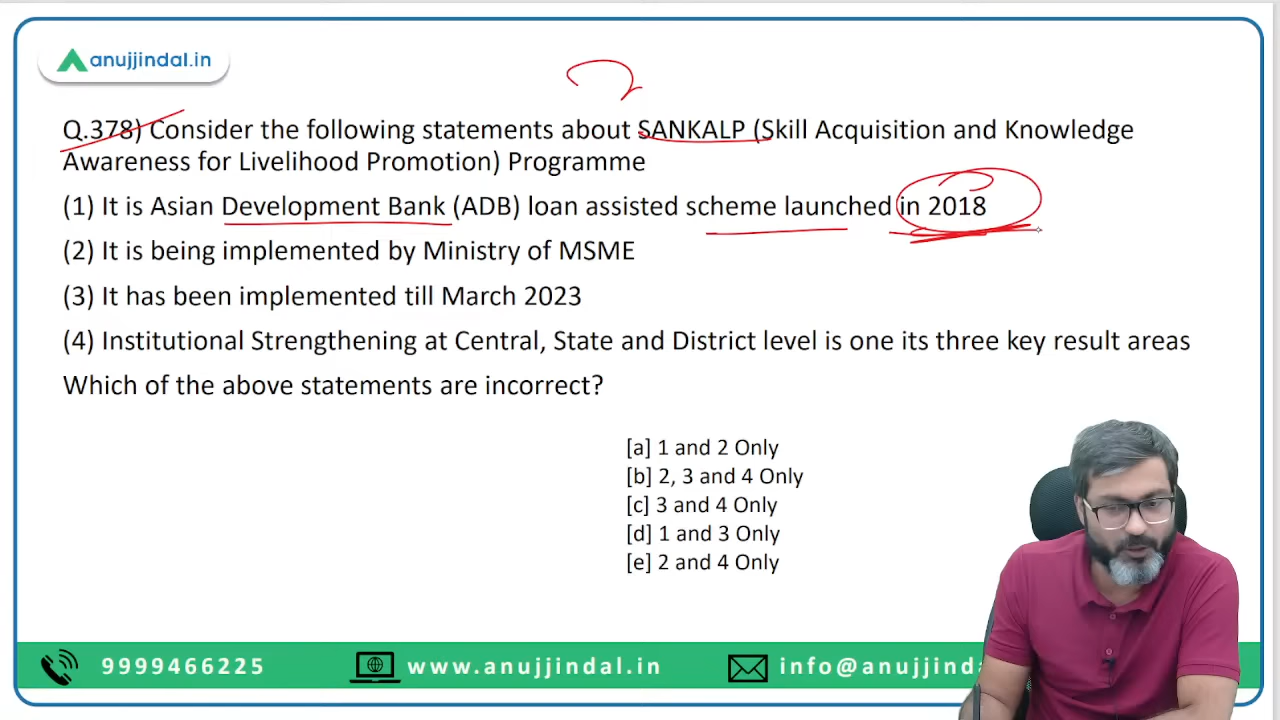 anujjindal.in
Q.378) Consider the following statements about SANKALP (Skill Acquisition and Knowledge
Awareness for Livelihood Promotion) Programme
(1) It is Asian Development Bank (ADB) loan assisted scheme launched in 2018
(2) It is being implemented by Ministry of MSME
(3) It has been implemented till March 2023
(4) Institutional Strengthening at Central, State and District level is one its three key result areas
Which of the above statements are incorrect?
[a] 1 and 2 Only
[b] 2, 3 and 4 Only
[c] 3 and 4 Only
[d] 1 and 3 Only
[e] 2 and 4 Only
9999466225
www.anujjindal.in
info@anujjind